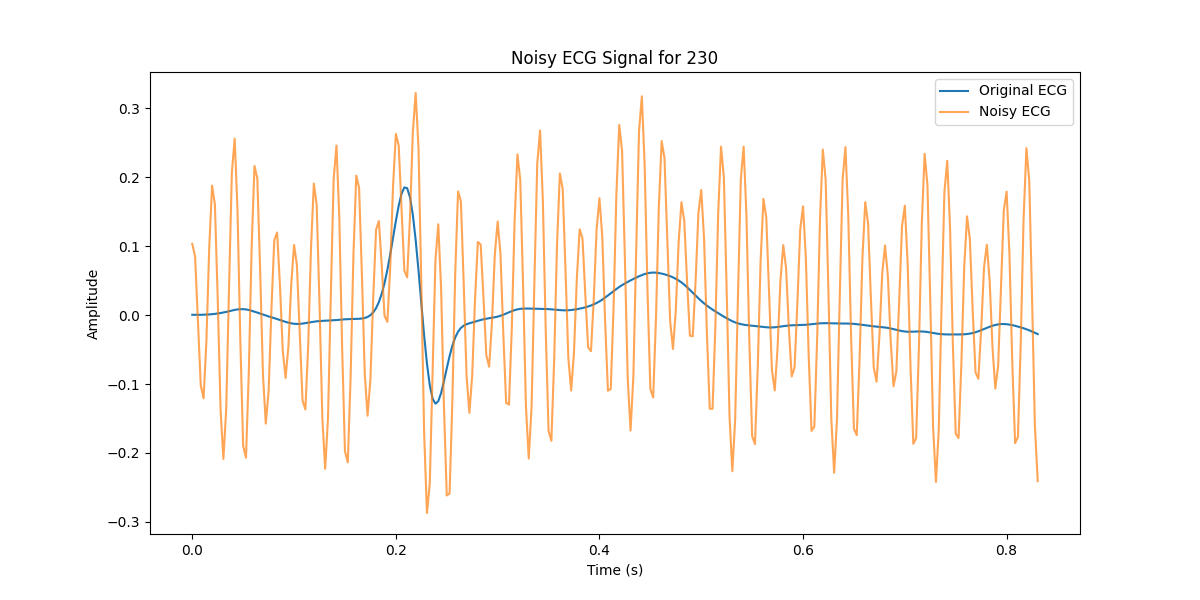 Noisy ECG Signal for 230
Original ECG
Noisy ECG
Amplitude
0.3
0.2
0.1
0.0
−0.1
−0.2
−0.3
0.0 0.2 0.4 0.6 0.8
Time (s)